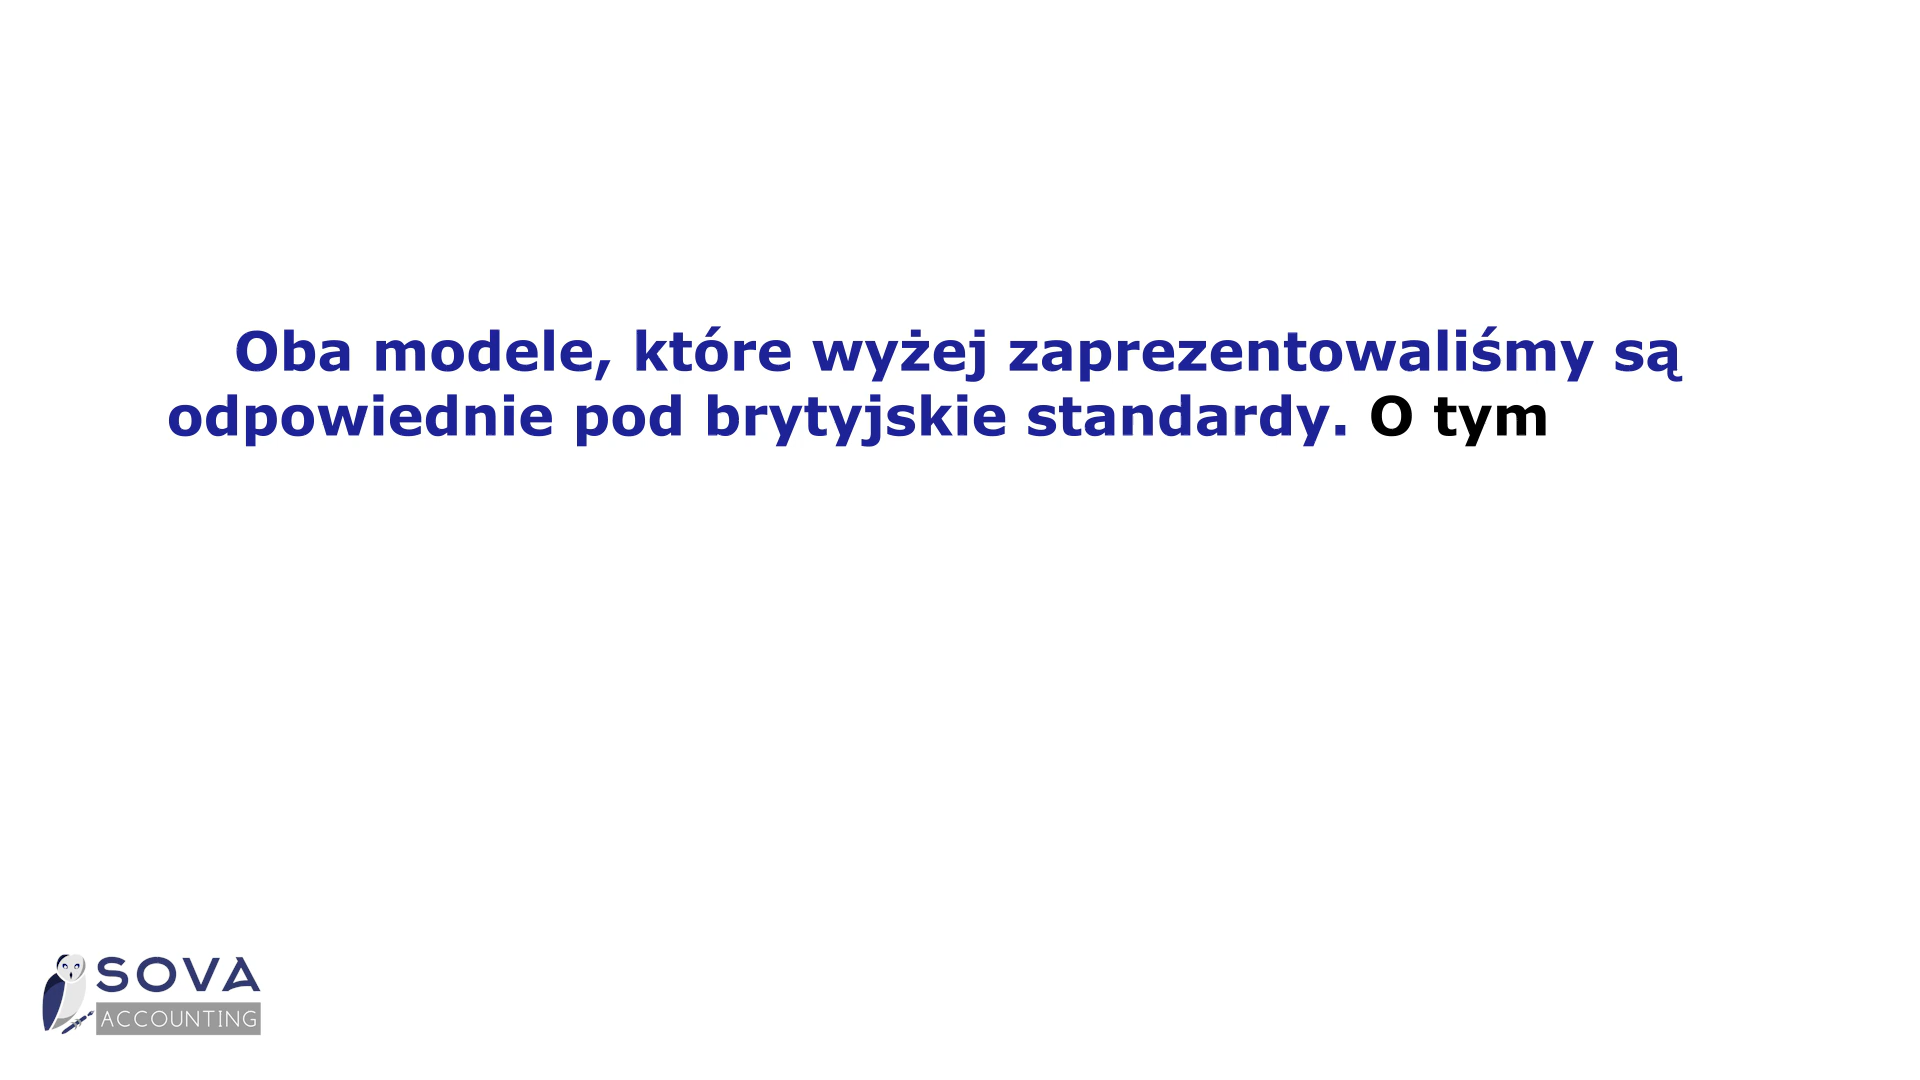 Oba modele, które wyżej zaprezentowaliśmy są
odpowiednie pod brytyjskie standardy. O tym
SOVA
ACCOUNTING